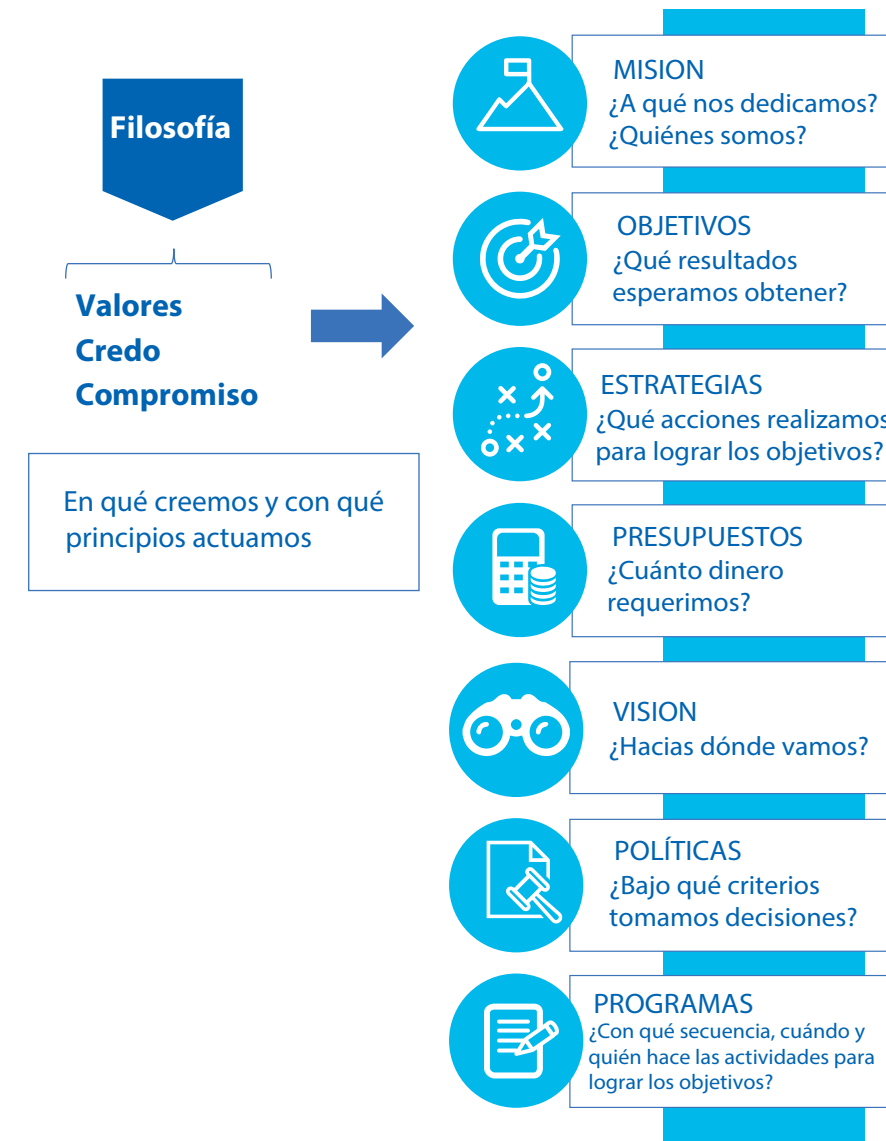 Filosofía
Valores
Credo
Compromiso
En qué creemos y con qué
principios actuamos
MISION
¿A qué nos dedicamos?
¿Quiénes somos?
OBJETIVOS
¿Qué resultados
esperamos obtener?
ESTRATEGIAS
¿Qué acciones realizamos
para lograr los objetivos?
PRESUPUESTOS
¿Cuánto dinero
requerimos?
VISION
¿Hacias dónde vamos?
POLÍTICAS
¿Bajo qué criterios
tomamos decisiones?
PROGRAMAS
¿Con qué secuencia, cuándo y
quién hace las actividades para
lograr los objetivos?